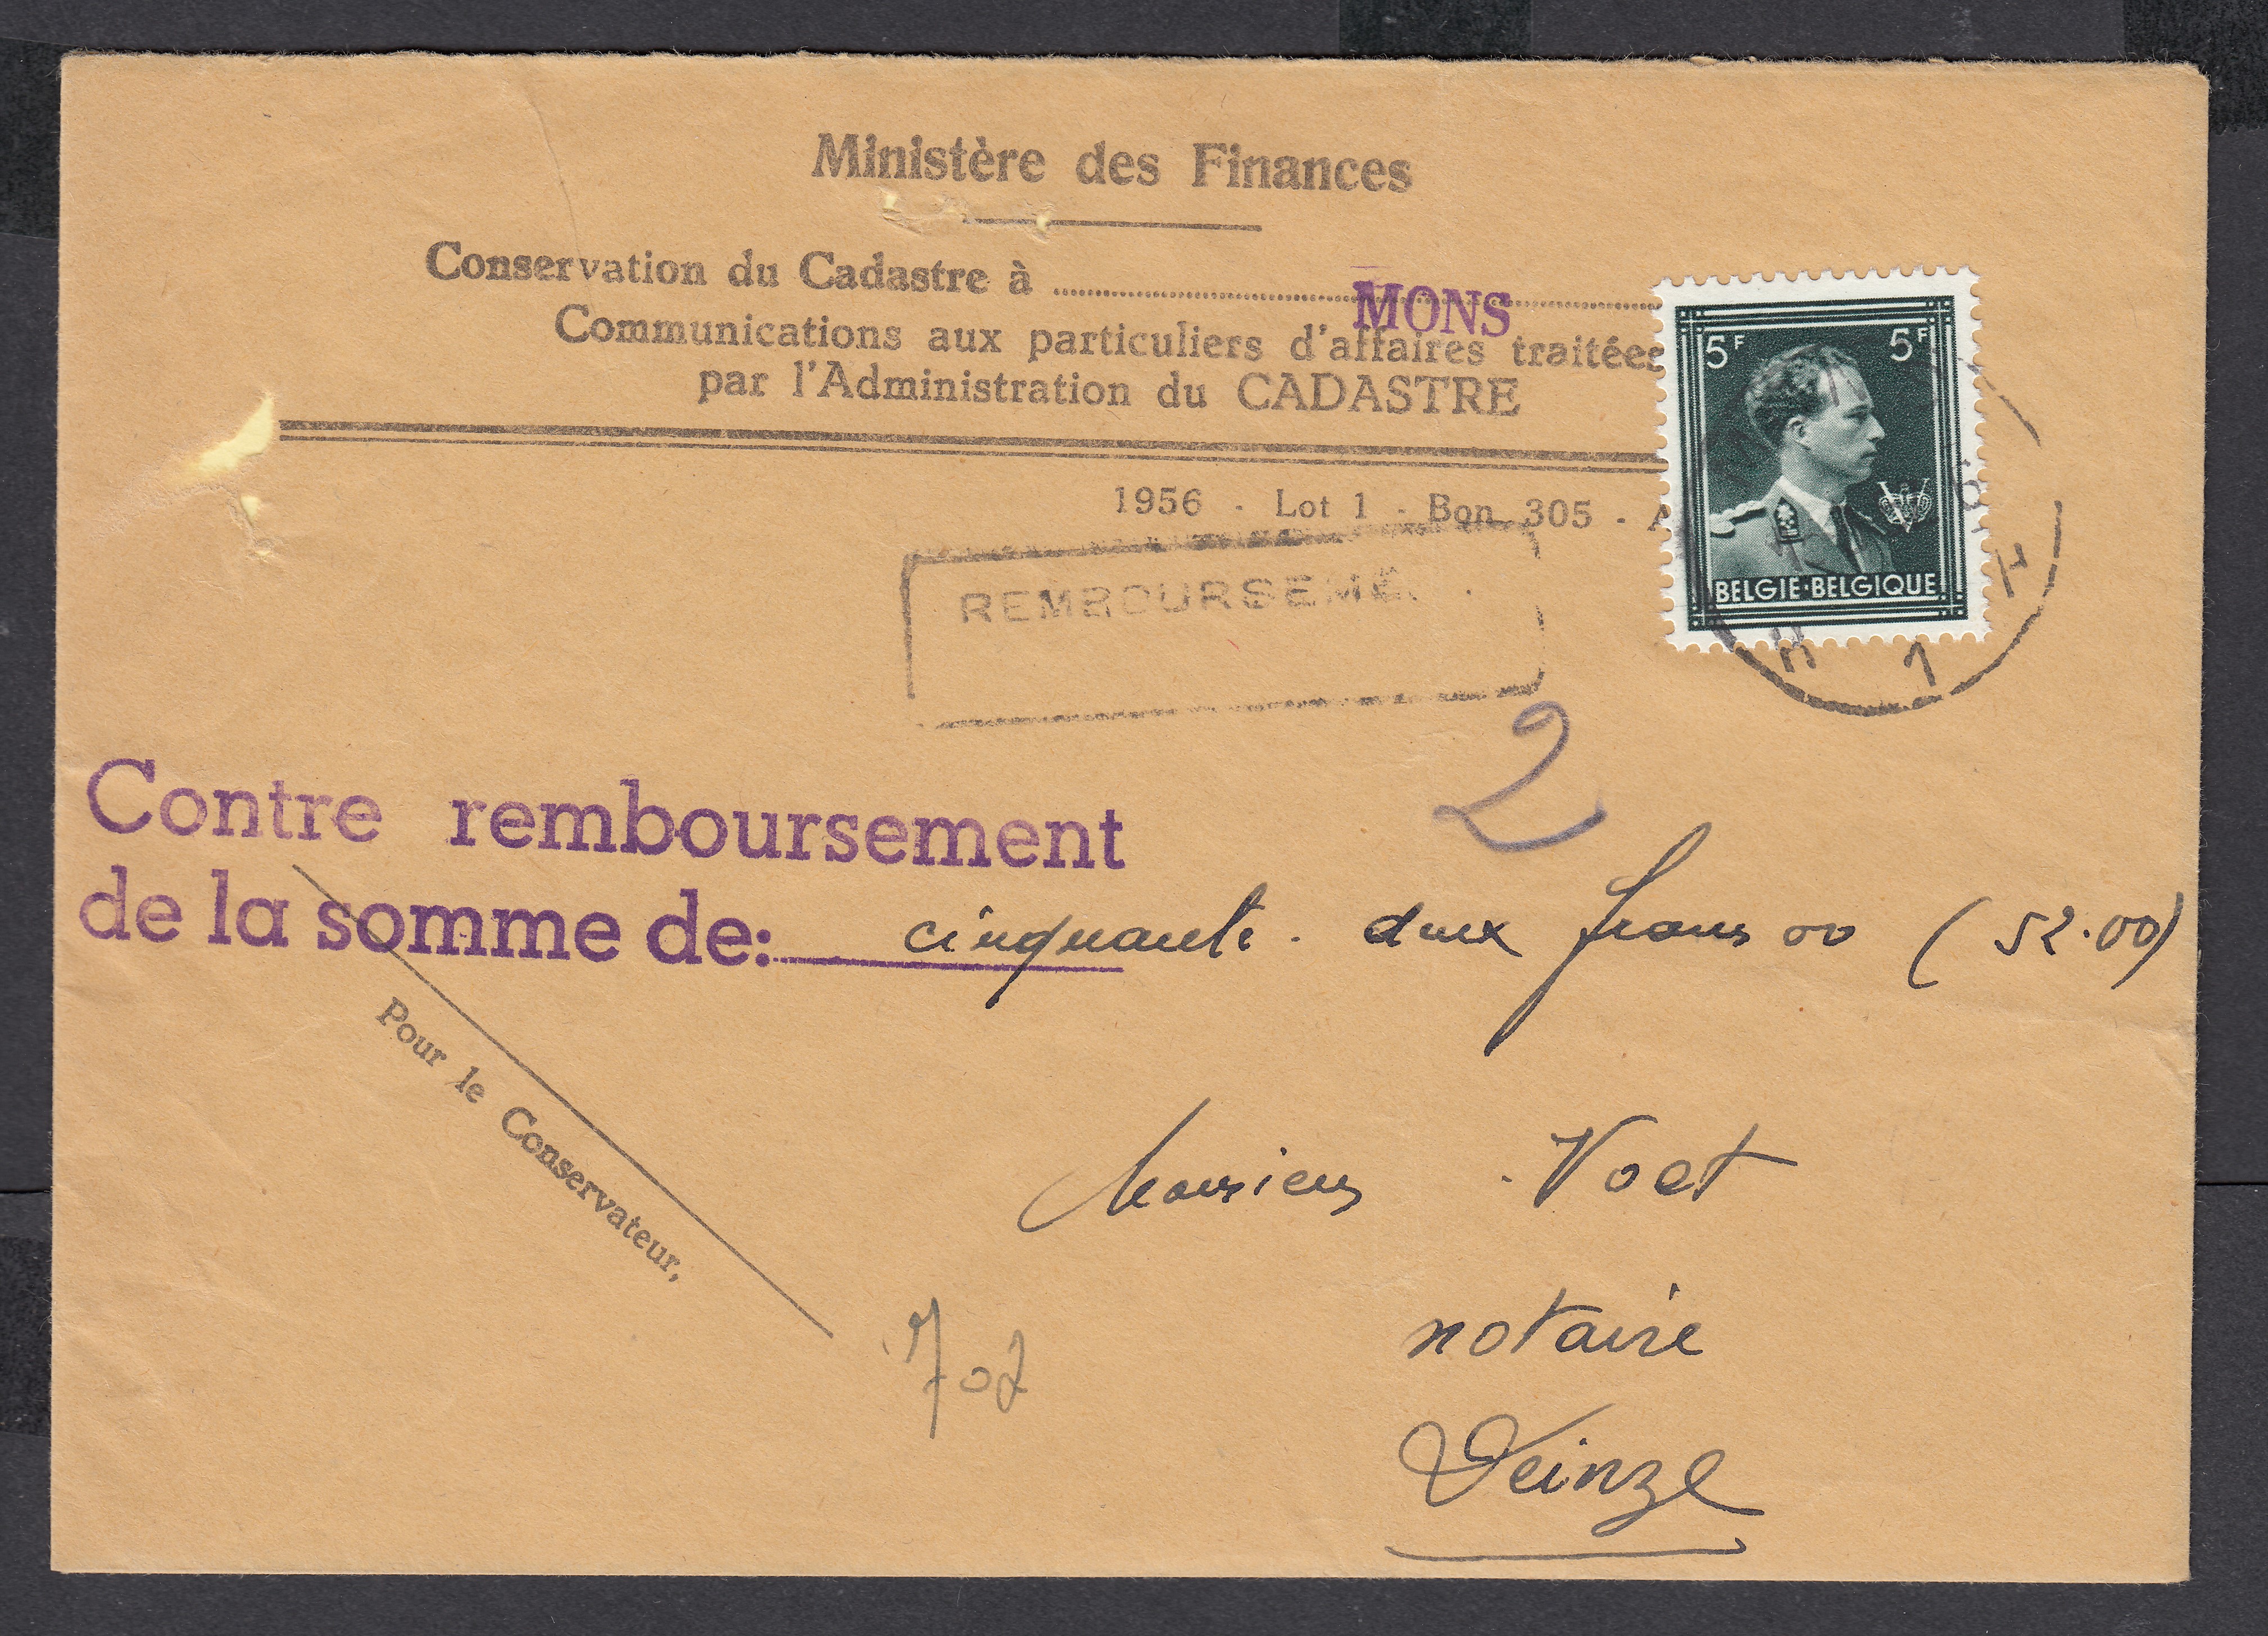 Ministère des Finances
Conservation du Cadastre à MONS
Communications aux particuliers d'affaires traitées
par l'Administration du CADASTRE
1956 - Lot 1 - Bon 305 -
5F 5F
BELGIE-BELGIQUE
REMBOURSEME
2
Contre remboursement
de la somme de: cinquante-deux francs 00 (52.00)
Pour le Conservateur,
Monsieur Voet
notaire
702
Deinze